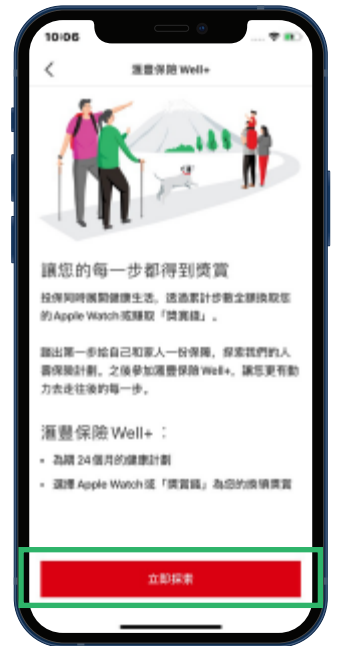 10:06
滙豐保險 Well+
讓您的每一步都得到獎賞
投保同時展開健康生活，透過累計步數全額換取您
的 Apple Watch 或賺取「獎賞錢」。
踏出第一步給自己和家人一份保障，探索我們的人
壽保險計劃。之後參加滙豐保險 Well+，讓您更有動
力去走往後的每一步。
滙豐保險 Well+：
• 為期 24 個月的健康計劃
• 選擇 Apple Watch 或「獎賞錢」為您的換領獎賞
立即探索